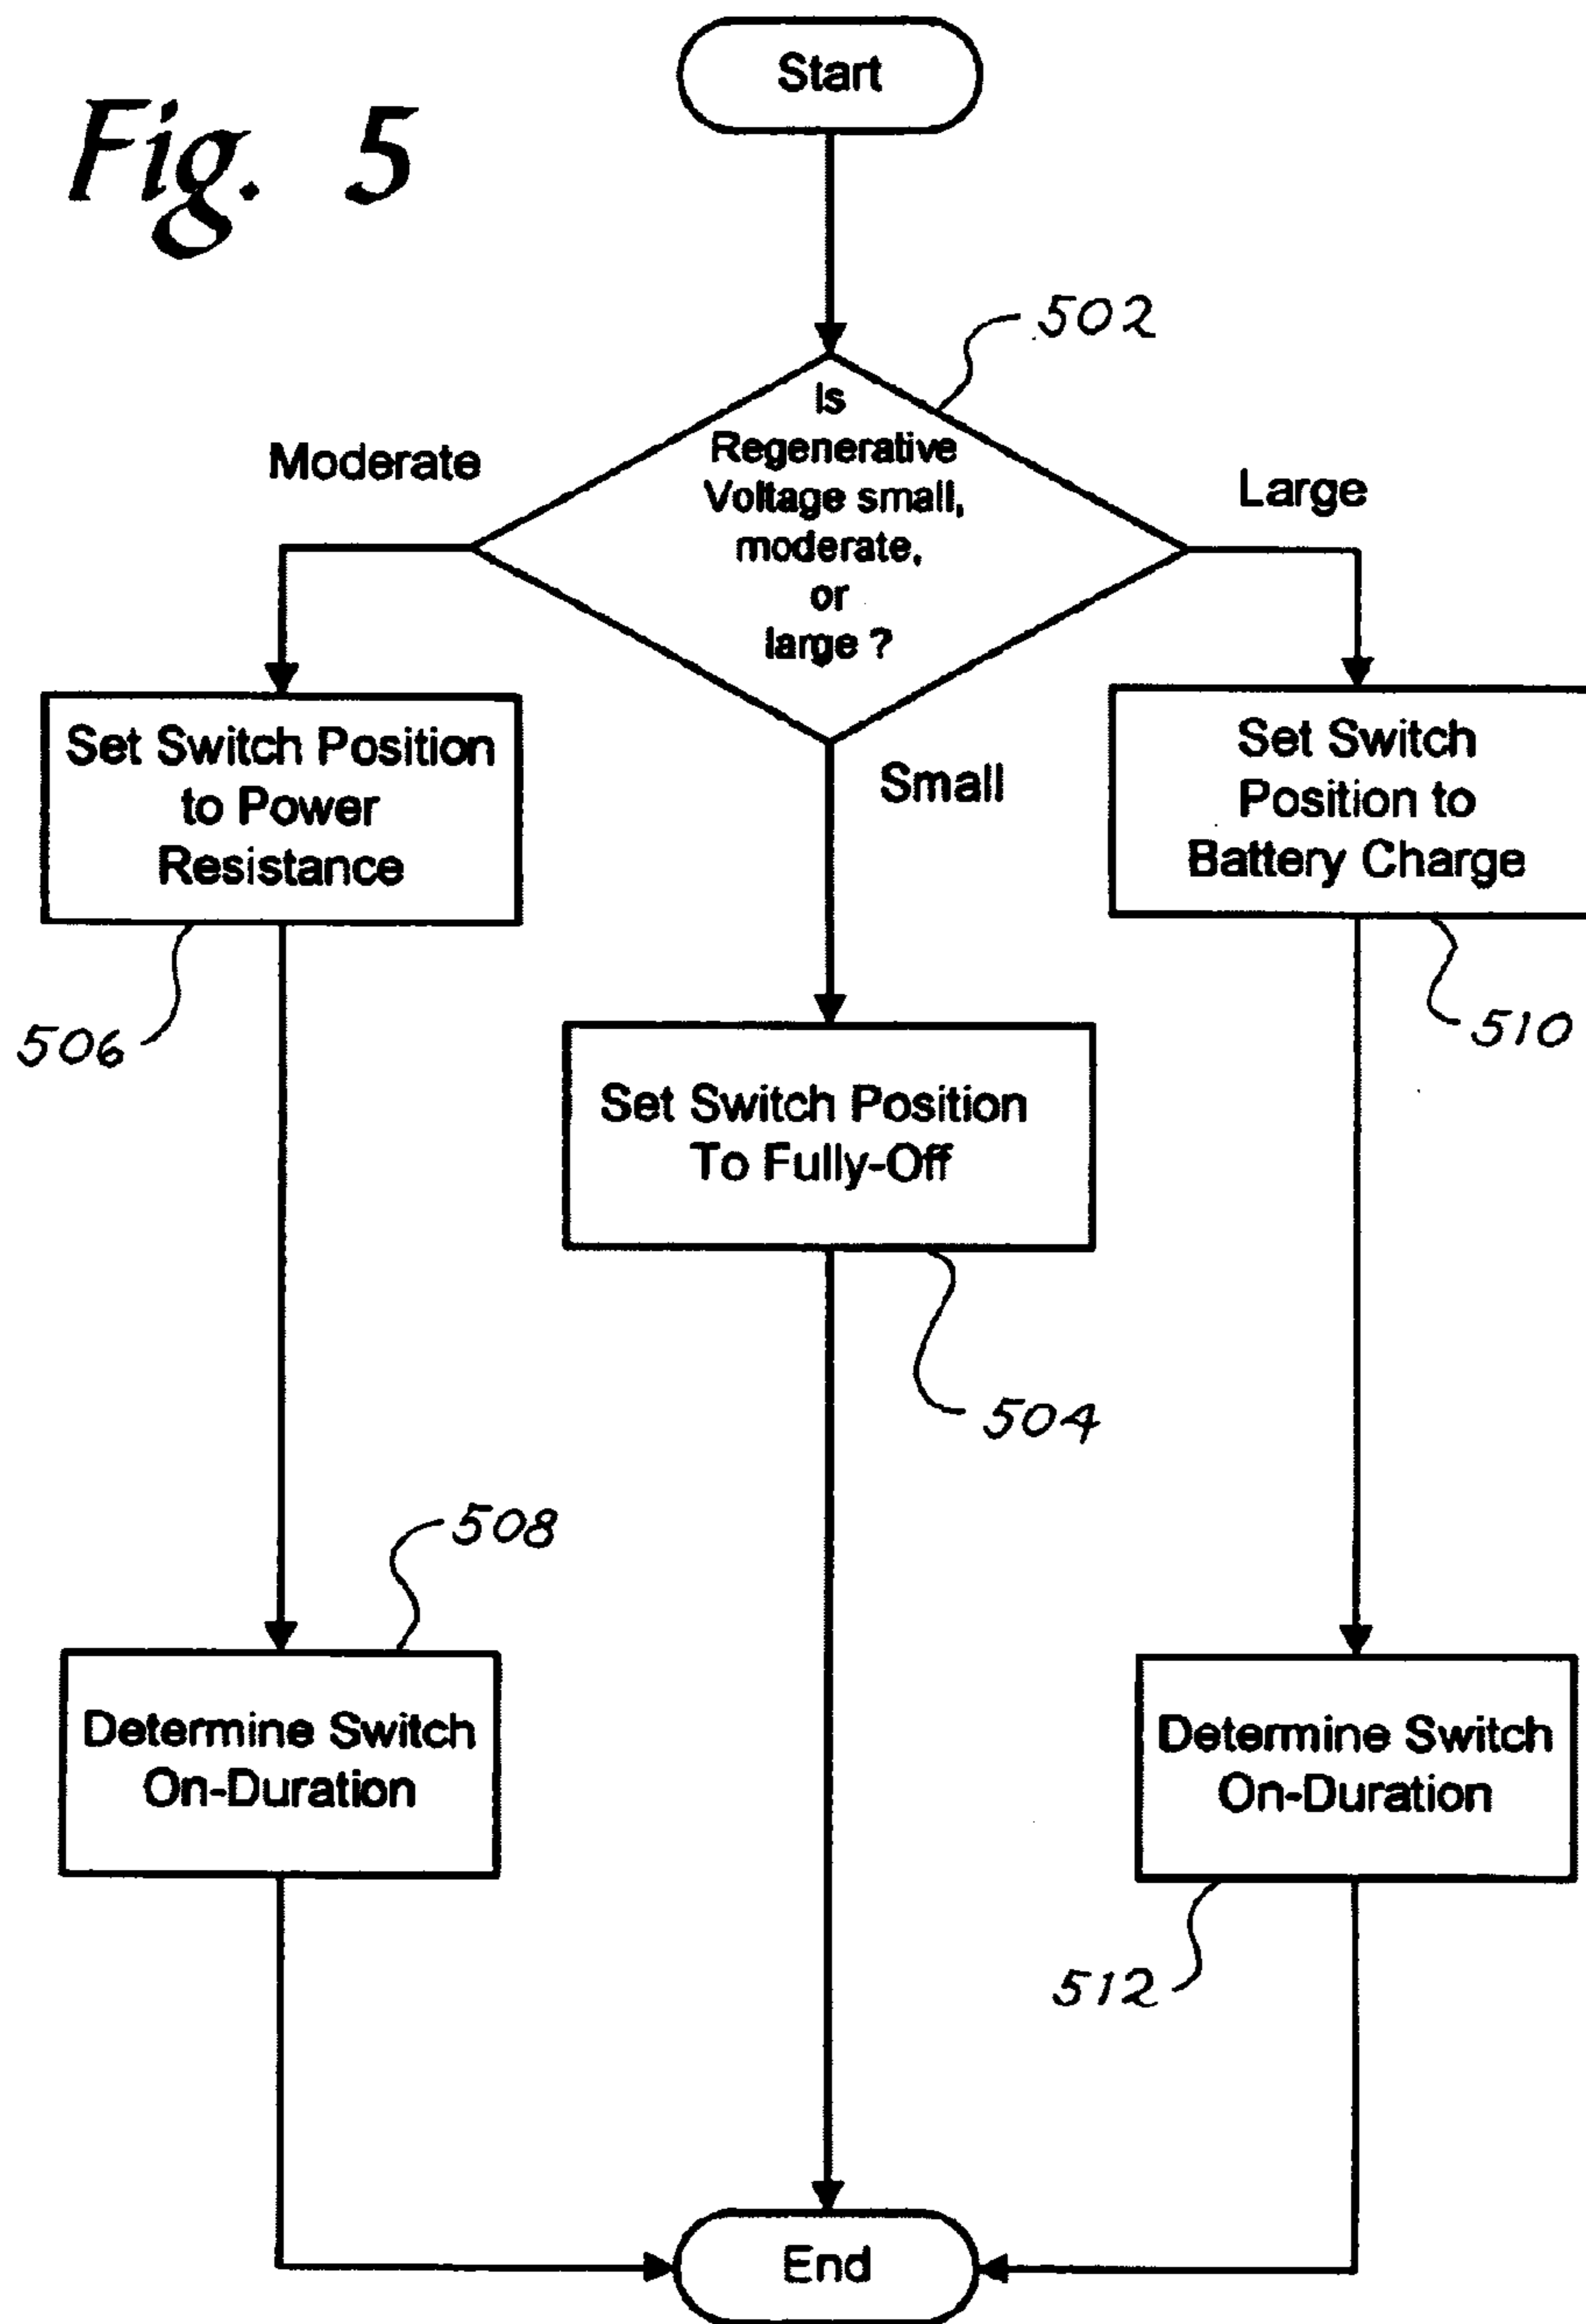 Fig. 5
Start
502
Is
Regenerative
Voltage small,
moderate,
or
large ?
Moderate
Large
Small
Set Switch Position
to Power
Resistance
506
Set Switch
Position to
Battery Charge
510
Set Switch Position
To Fully-Off
504
508
Determine Switch
On-Duration
Determine Switch
On-Duration
512
End